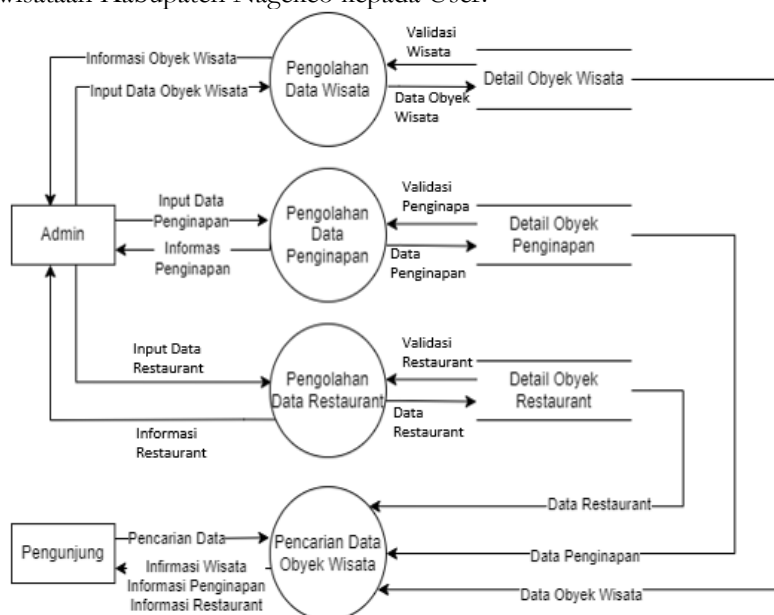 wisataan Kabupaten Nagekeo kepada User.
Validasi
Wisata
Informasi Obyek Wisata
Pengolahan
Data Wisata
Detail Obyek Wisata
Input Data Obyek Wisata
Data Obyek
Wisata
Input Data
Penginapan
Validasi
Penginapa
Admin
Pengolahan
Data
Penginapan
Detail Obyek
Penginapan
Informas
Penginapan
Data
Penginapan
Input Data
Restaurant
Validasi
Restaurant
Pengolahan
Data Restaurant
Detail Obyek
Restaurant
Informasi
Restaurant
Data
Restaurant
Data Restaurant
Pengunjung
Pencarian Data
Pencarian Data
Obyek Wisata
Data Penginapan
Infirmasi Wisata
Informasi Penginapan
Informasi Restaurant
Data Obyek Wisata